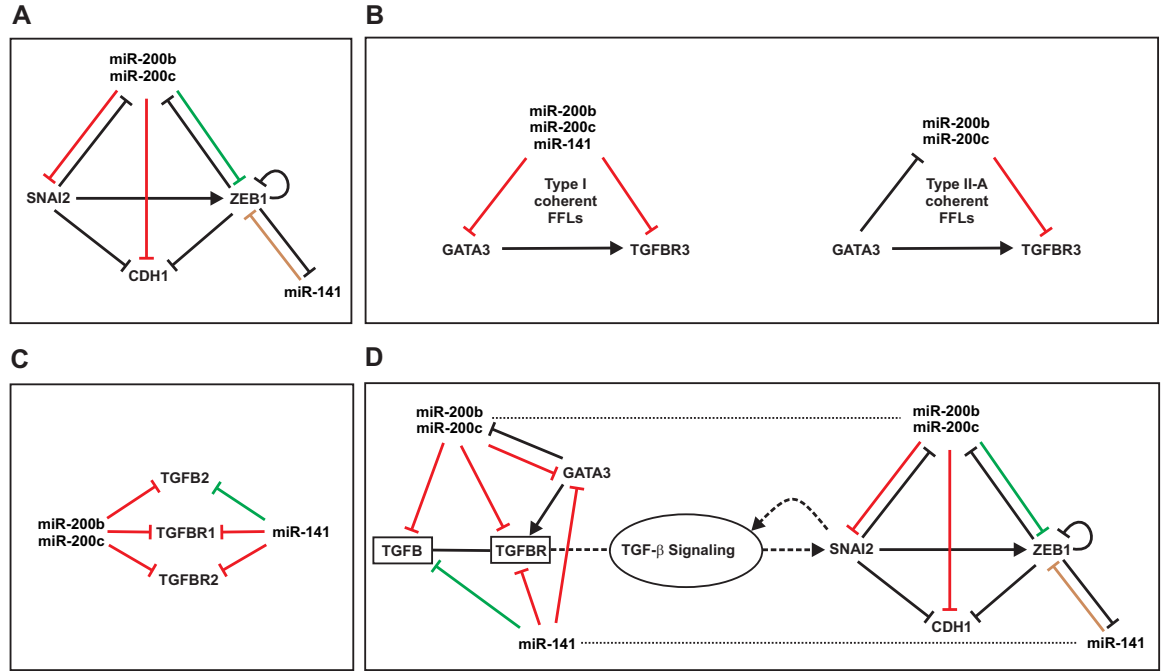 A
miR-200b
miR-200c
SNAI2
ZEB1
CDH1
miR-141
B
miR-200b
miR-200c
miR-141
Type I
coherent
FFLs
GATA3
TGFBR3
miR-200b
miR-200c
Type II-A
coherent
FFLs
GATA3
TGFBR3
C
TGFB2
miR-200b
miR-200c
TGFBR1
miR-141
TGFBR2
D
miR-200b
miR-200c
GATA3
TGFB
TGFBR
TGF-β Signaling
miR-141
miR-200b
miR-200c
SNAI2
ZEB1
CDH1
miR-141